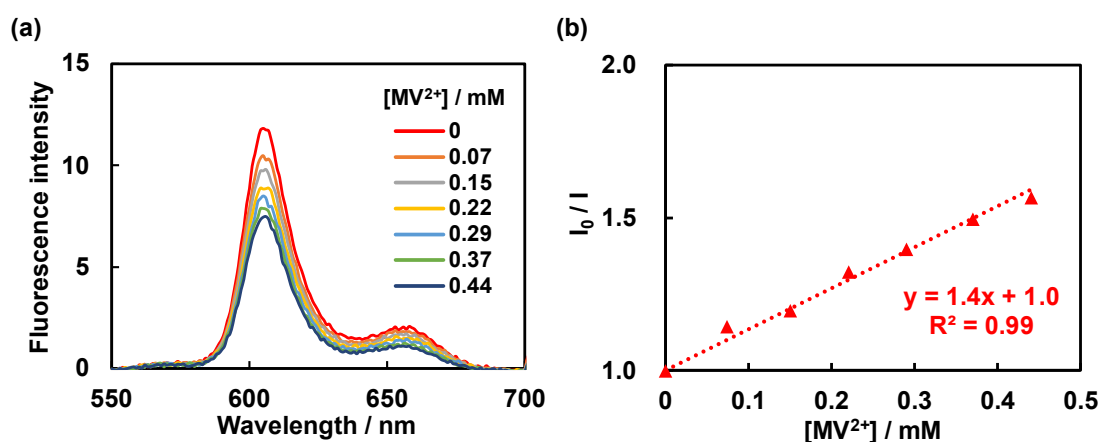 (a)
Fluorescence intensity
15
10
5
0
[MV²⁺] / mM
0
0.07
0.15
0.22
0.29
0.37
0.44
550
600
650
700
Wavelength / nm
(b)
I₀ / I
2.0
1.5
1.0
y = 1.4x + 1.0
R² = 0.99
0
0.1
0.2
0.3
0.4
0.5
[MV²⁺] / mM